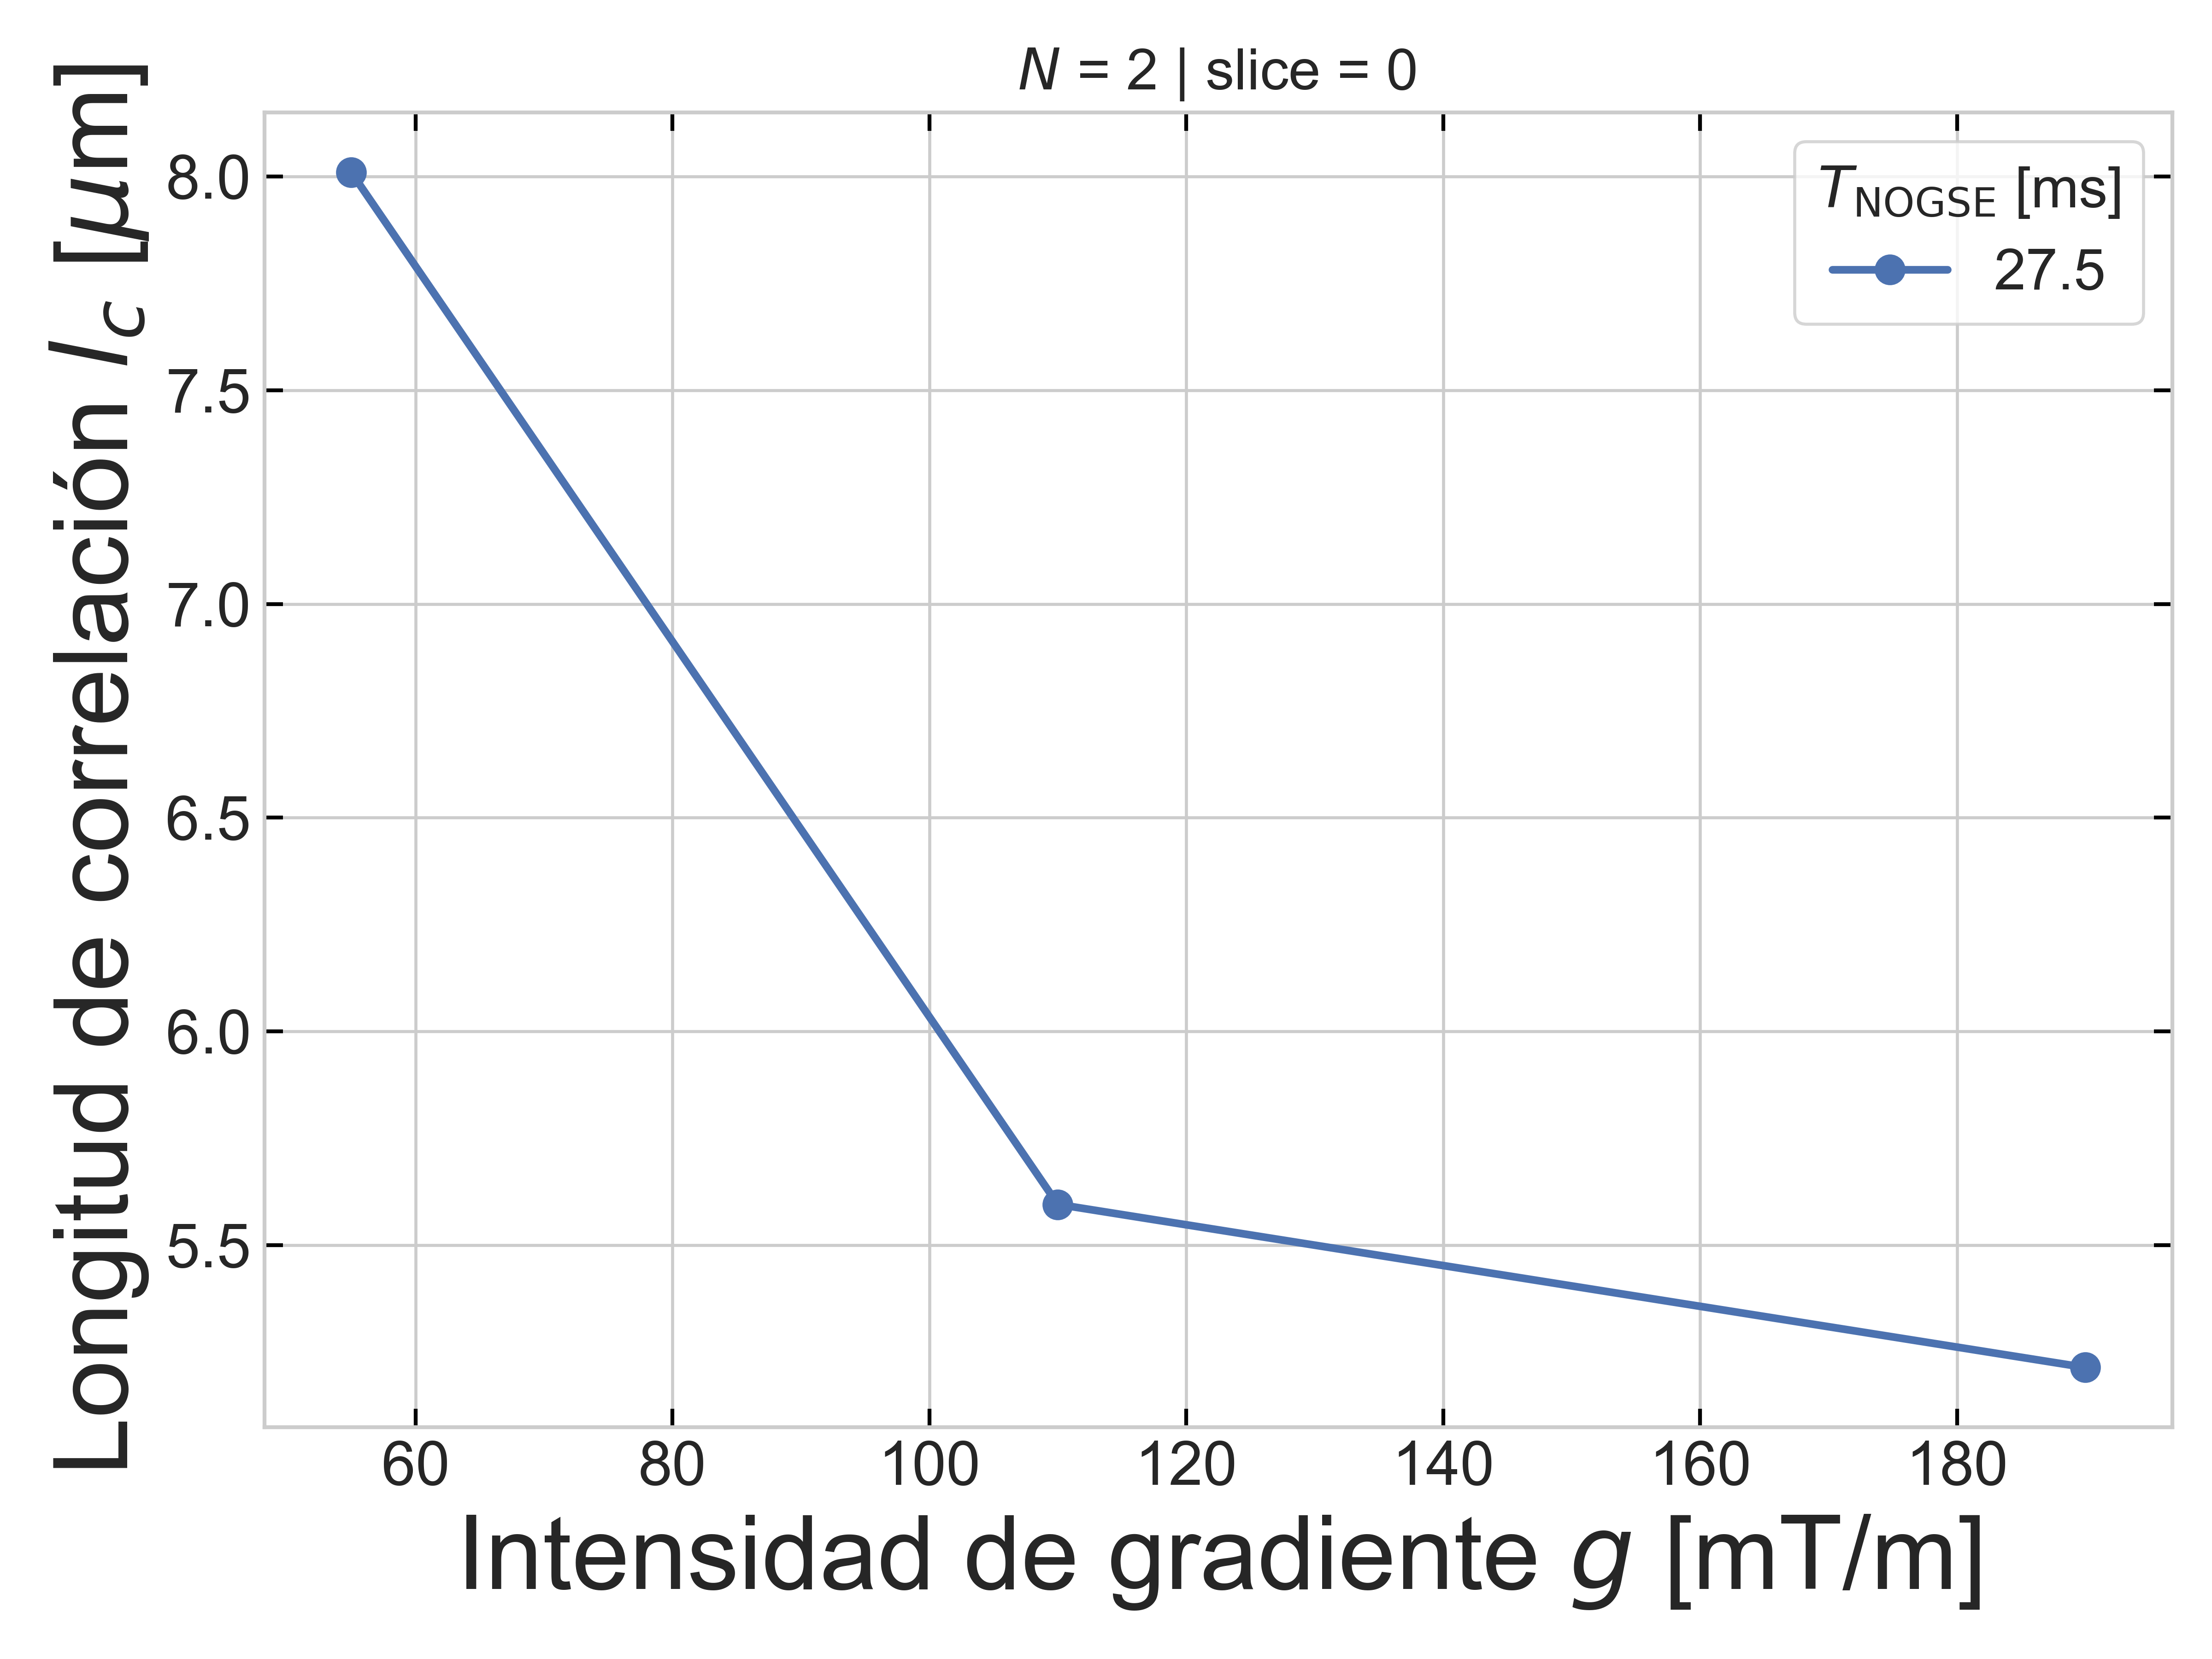 N = 2 | slice = 0
Longitud de correlación l_c [μm]
8.0
7.5
7.0
6.5
6.0
5.5
T_NOGSE [ms]
27.5
60 80 100 120 140 160 180
Intensidad de gradiente g [mT/m]